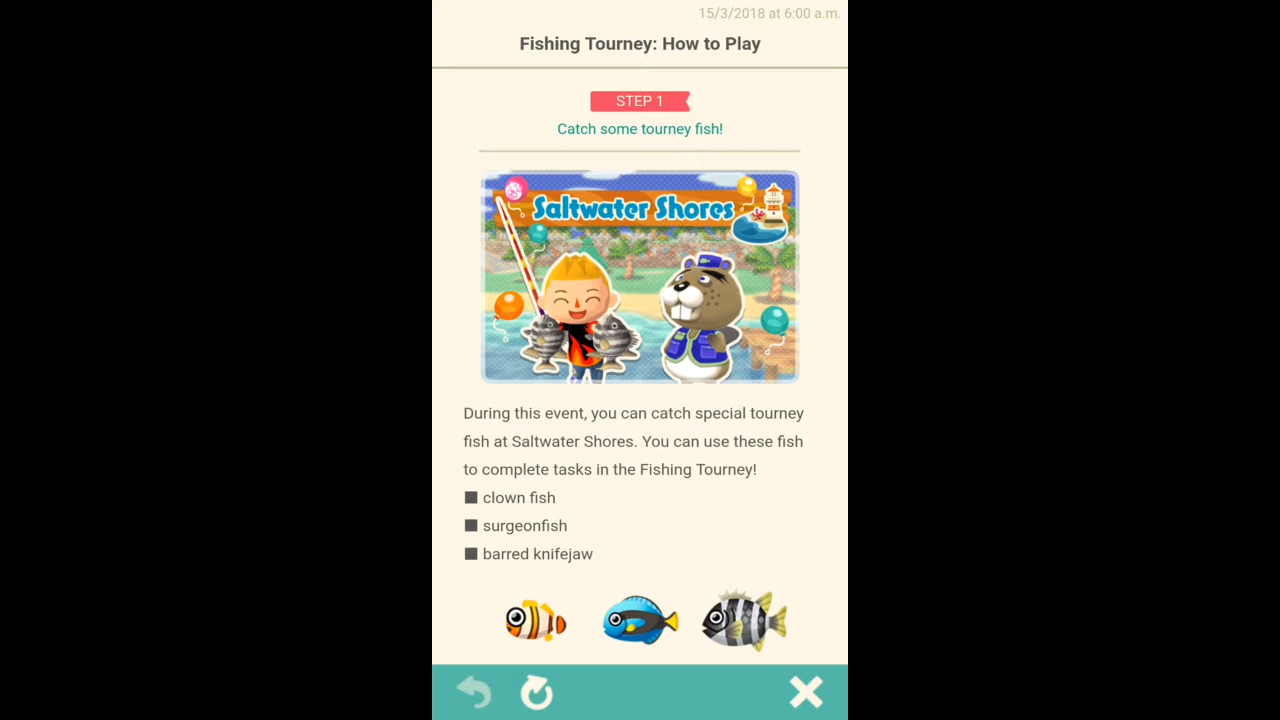 15/3/2018 at 6:00 a.m.
Fishing Tourney: How to Play
STEP 1
Catch some tourney fish!
Saltwater Shores
During this event, you can catch special tourney
fish at Saltwater Shores. You can use these fish
to complete tasks in the Fishing Tourney!
■ clown fish
■ surgeonfish
■ barred knifejaw